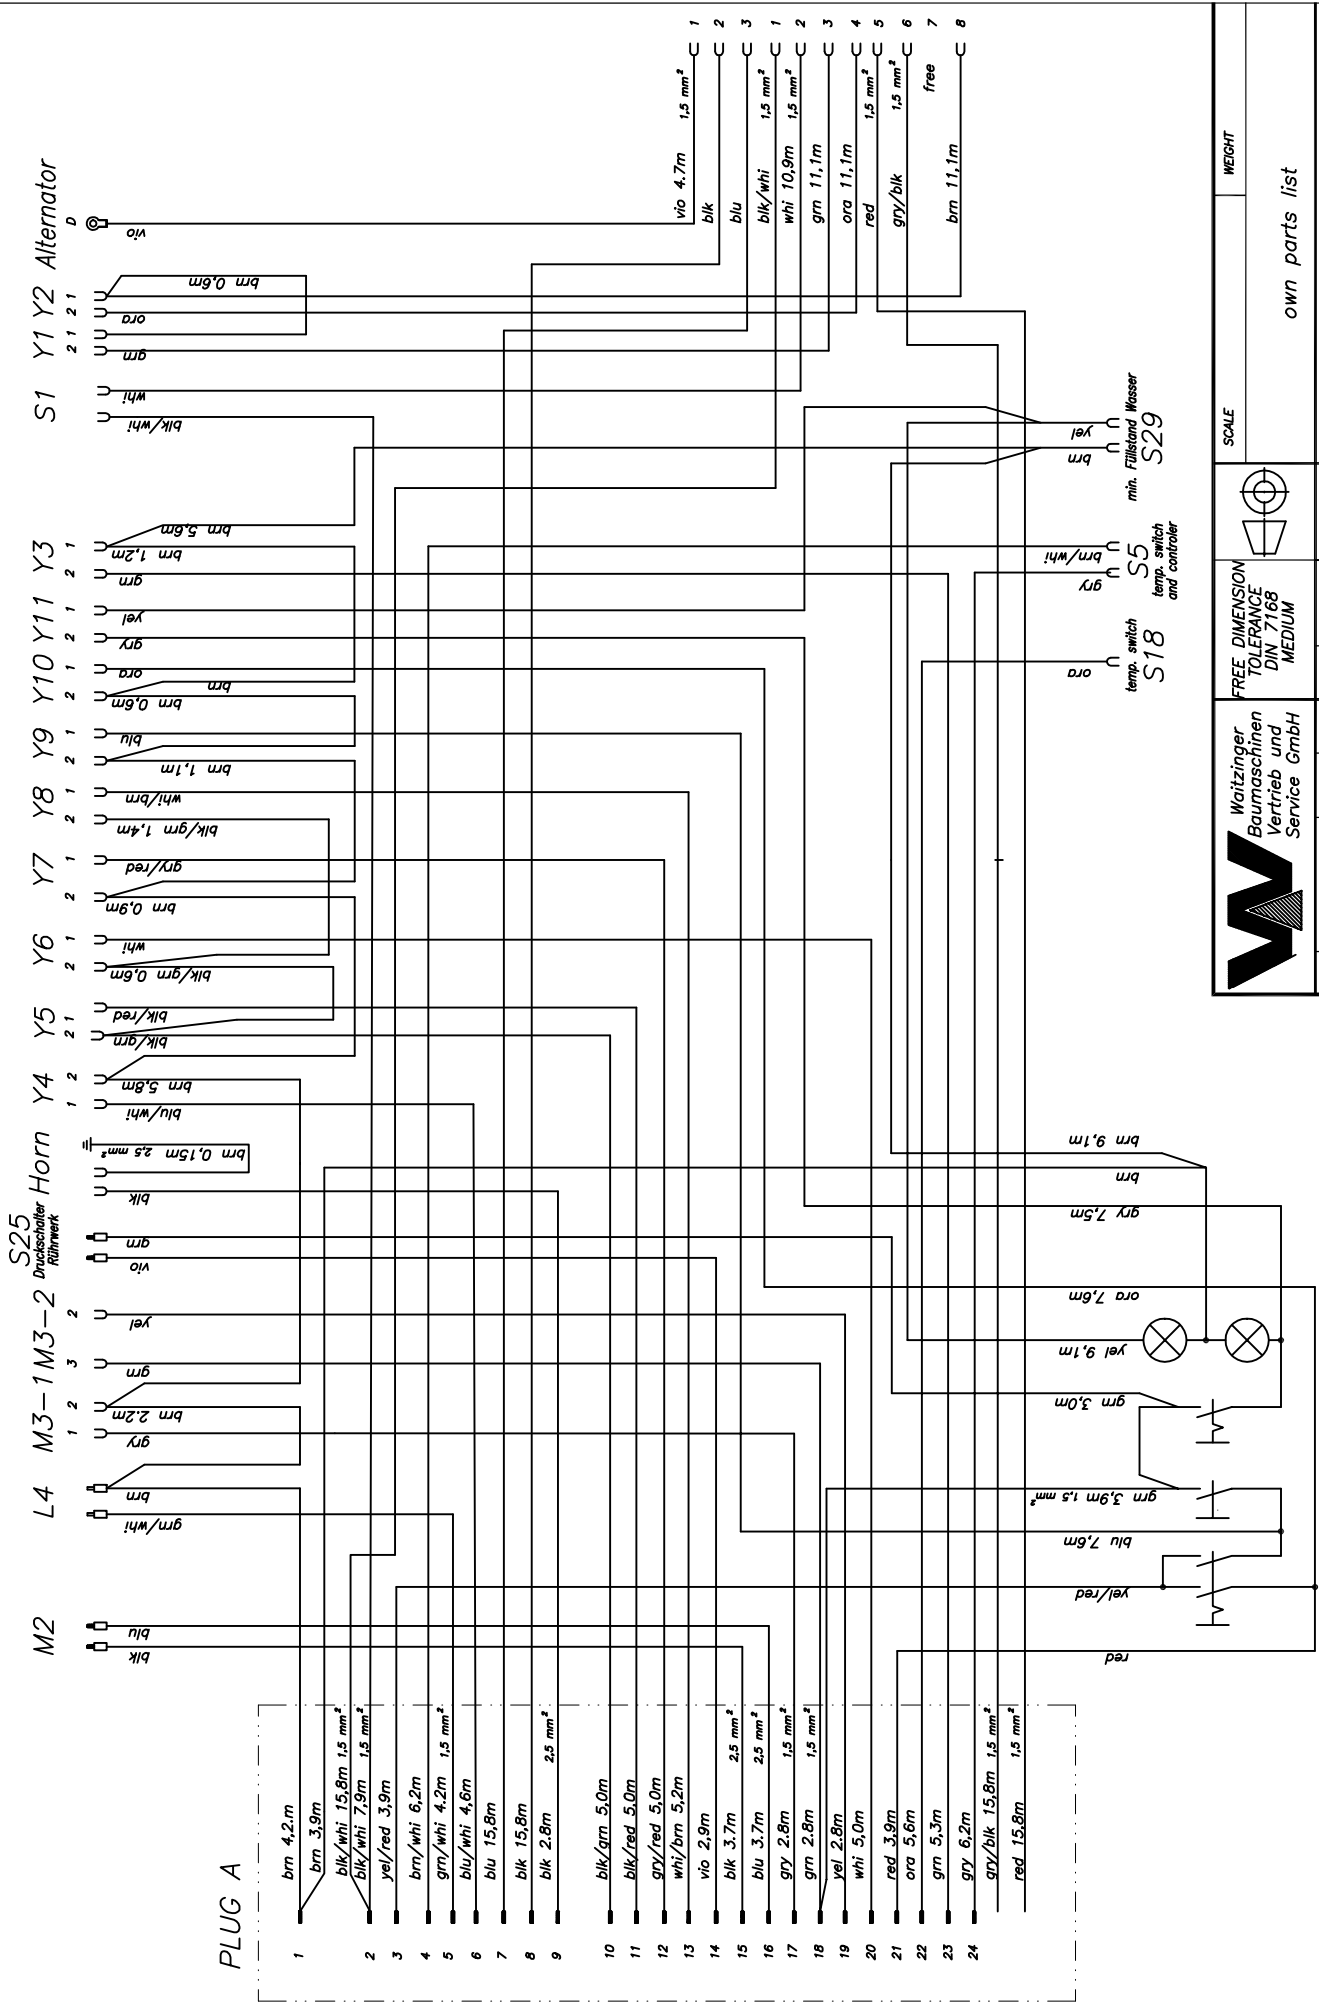 PLUG A
1 brn 4,2.m
brn 3,9m
blk/whi 15,8m 1,5 mm²
2 blk/whi 7,9m 1,5 mm²
3 yel/red 3,9m
4 brn/whi 6,2m
5 grn/whi 4.2m 1,5 mm²
6 blu/whi 4,6m
7 blu 15,8m
8 blk 15,8m
9 blk 2.8m 2,5 mm²
10 blk/grn 5,0m
11 blk/red 5,0m
12 gry/red 5,0m
13 whi/brn 5,2m
14 vio 2,9m
15 blk 3.7m 2,5 mm²
16 blu 3.7m 2,5 mm²
17 gry 2.8m 1,5 mm²
18 grn 2.8m 1,5 mm²
19 yel 2.8m
20 whi 5,0m
21 red 3,9m
22 ora 5,6m
23 grn 5,3m
24 gry 6,2m
gry/blk 15,8m 1,5 mm²
red 15,8m 1,5 mm²
M2
blk
blu
L4
grn/whi
brn
M3-1
1 gry
2 brn 2.2m
M3-2
3 grn
2 yel
S25
Druckschalter
Rührwerk
vio
grn
Horn
blk
brn 0,15m 2,5 mm²
Y4
1 blu/whi
2 brn 5,8m
Y5
2 blk/grn
1 blk/red
Y6
2 blk/grn 0,6m
1 whi
Y7
2 brn 0,9m
1 gry/red
Y8
2 blk/grn 1,4m
1 whi/brn
Y9
2 brn 1,1m
1 blu
Y10
2 brn 0,6m
brn
1 ora
Y11
2 gry
1 yel
Y3
2 grn
1 brn 1,2m
brn 5,6m
S1
blk/whi
whi
Y1
2 grn
1
Y2
2 ora
1 brn 0,6m
Alternator
D
vio
vio 4.7m 1,5 mm² 1
blk 2
blu 3
blk/whi 1,5 mm² 1
whi 10,9m 1,5 mm² 2
grn 11,1m 3
ora 11,1m 4
red 1,5 mm² 5
gry/blk 1,5 mm² 6
free 7
brn 11,1m 8
ora
temp. switch
S18
gry
brn/whi
S5
temp. switch
and controler
brn
yel
min. Füllstand Wasser
S29
red
yel/red
blu 7,6m
grn 3,9m 1,5 mm²
grn 3,0m
yel 9,1m
ora 7,6m
gry 7,5m
brn
brn 9,1m
Waitzinger
Baumaschinen
Vertrieb und
Service GmbH
FREE DIMENSION
TOLERANCE
DIN 7168
MEDIUM
SCALE
WEIGHT
own parts list